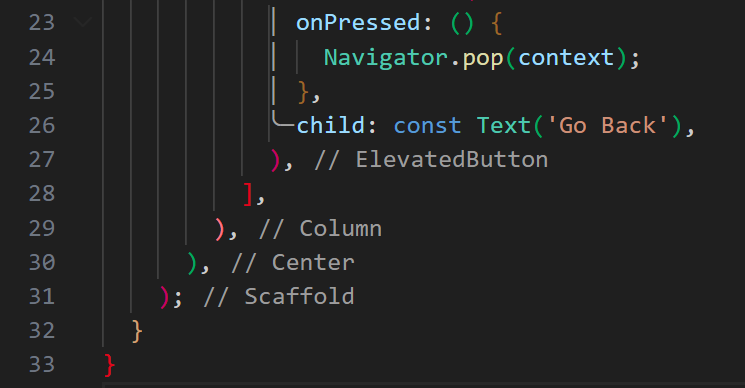 23 onPressed: () {
24 Navigator.pop(context);
25 },
26 child: const Text('Go Back'),
27 ), // ElevatedButton
28 ],
29 ), // Column
30 ), // Center
31 ); // Scaffold
32 }
33 }